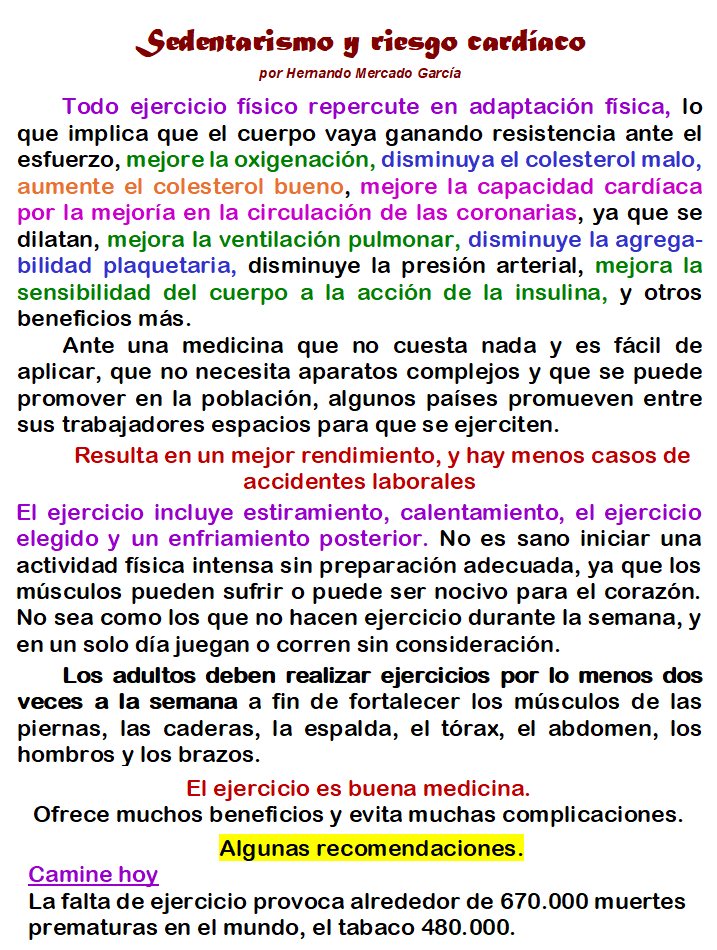 Sedentarismo y riesgo cardíaco
por Hernando Mercado García
Todo ejercicio físico repercute en adaptación física, lo
que implica que el cuerpo vaya ganando resistencia ante el
esfuerzo, mejore la oxigenación, disminuya el colesterol malo,
aumente el colesterol bueno, mejore la capacidad cardíaca
por la mejoría en la circulación de las coronarias, ya que se
dilatan, mejora la ventilación pulmonar, disminuye la agrega-
bilidad plaquetaria, disminuye la presión arterial, mejora la
sensibilidad del cuerpo a la acción de la insulina, y otros
beneficios más.
Ante una medicina que no cuesta nada y es fácil de
aplicar, que no necesita aparatos complejos y que se puede
promover en la población, algunos países promueven entre
sus trabajadores espacios para que se ejerciten.
Resulta en un mejor rendimiento, y hay menos casos de
accidentes laborales
El ejercicio incluye estiramiento, calentamiento, el ejercicio
elegido y un enfriamiento posterior. No es sano iniciar una
actividad física intensa sin preparación adecuada, ya que los
músculos pueden sufrir o puede ser nocivo para el corazón.
No sea como los que no hacen ejercicio durante la semana, y
en un solo día juegan o corren sin consideración.
Los adultos deben realizar ejercicios por lo menos dos
veces a la semana a fin de fortalecer los músculos de las
piernas, las caderas, la espalda, el tórax, el abdomen, los
hombros y los brazos.
El ejercicio es buena medicina.
Ofrece muchos beneficios y evita muchas complicaciones.
Algunas recomendaciones.
Camine hoy
La falta de ejercicio provoca alrededor de 670.000 muertes
prematuras en el mundo, el tabaco 480.000.